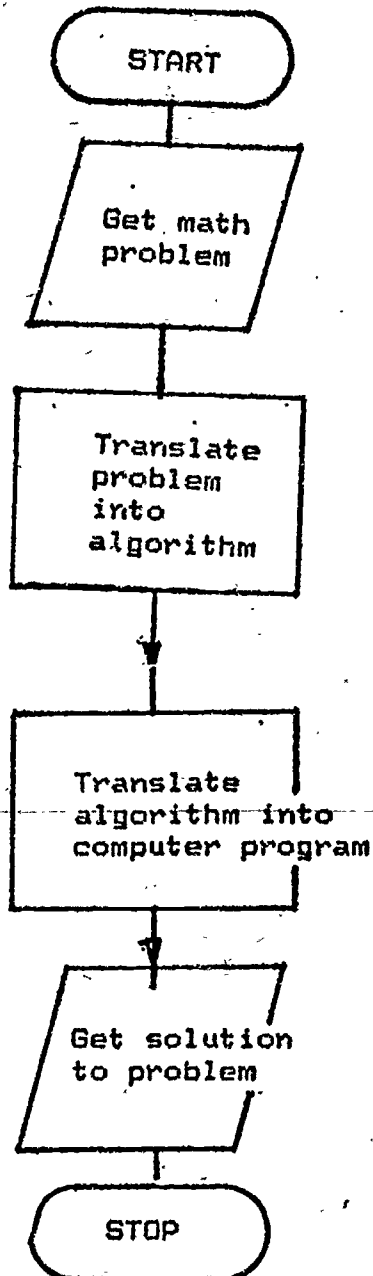 START
Get math
problem
Translate
problem
into
algorithm
Translate
algorithm into
computer program
Get solution
to problem
STOP